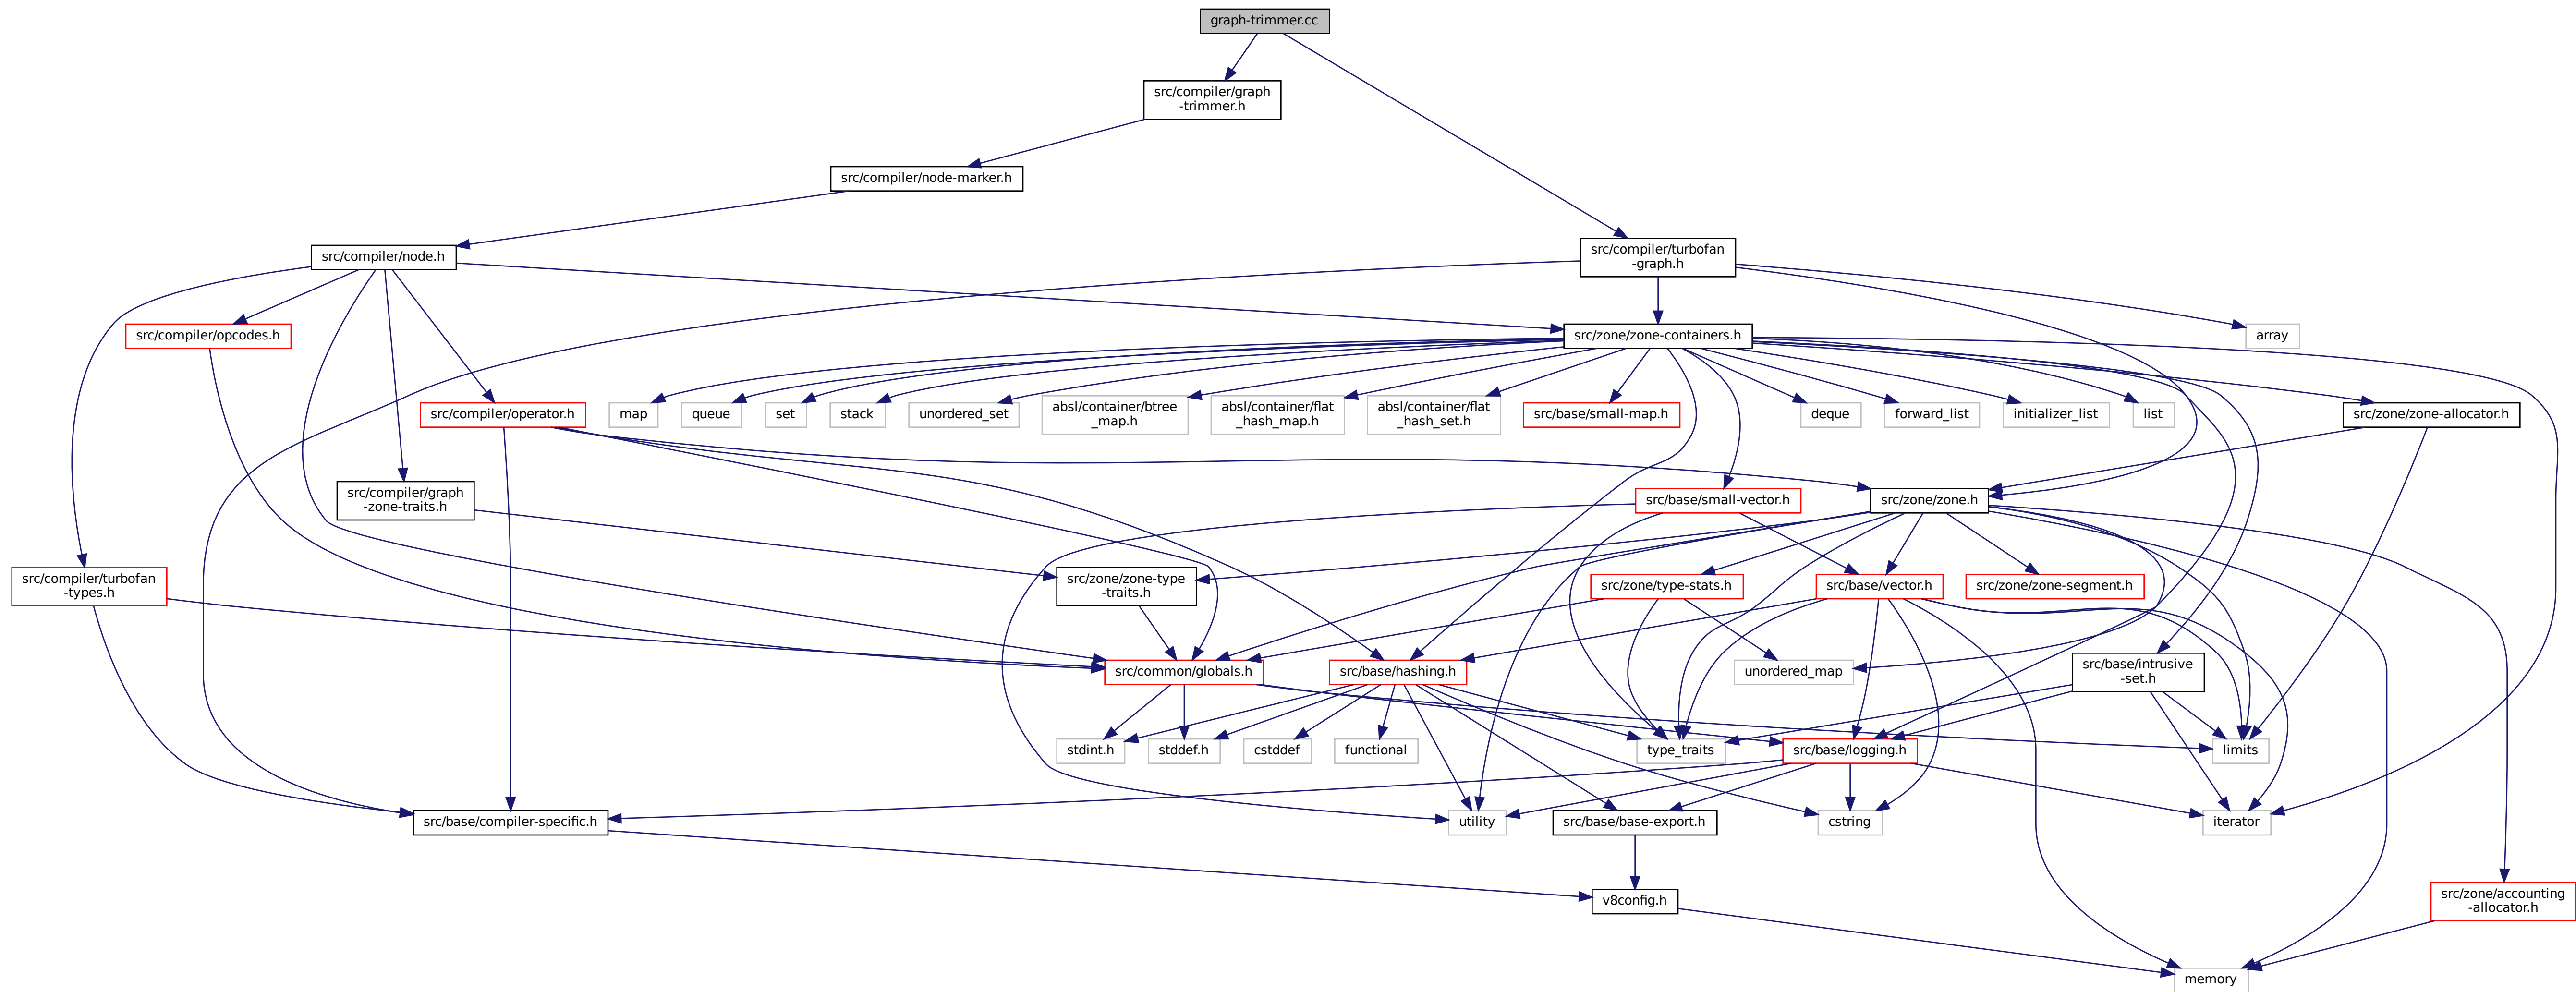 graph-trimmer.cc
src/compiler/graph
-trimmer.h
src/compiler/node-marker.h
src/compiler/node.h
src/compiler/turbofan
-graph.h
src/compiler/opcodes.h
src/zone/zone-containers.h
array
src/compiler/operator.h
map
queue
set
stack
unordered_set
absl/container/btree
_map.h
absl/container/flat
_hash_map.h
absl/container/flat
_hash_set.h
src/base/small-map.h
deque
forward_list
initializer_list
list
src/zone/zone-allocator.h
src/compiler/graph
-zone-traits.h
src/base/small-vector.h
src/zone/zone.h
src/compiler/turbofan
-types.h
src/zone/zone-type
-traits.h
src/zone/type-stats.h
src/base/vector.h
src/zone/zone-segment.h
src/common/globals.h
src/base/hashing.h
unordered_map
src/base/intrusive
-set.h
stdint.h
stddef.h
cstddef
functional
type_traits
src/base/logging.h
limits
src/base/compiler-specific.h
utility
src/base/base-export.h
cstring
iterator
v8config.h
src/zone/accounting
-allocator.h
memory